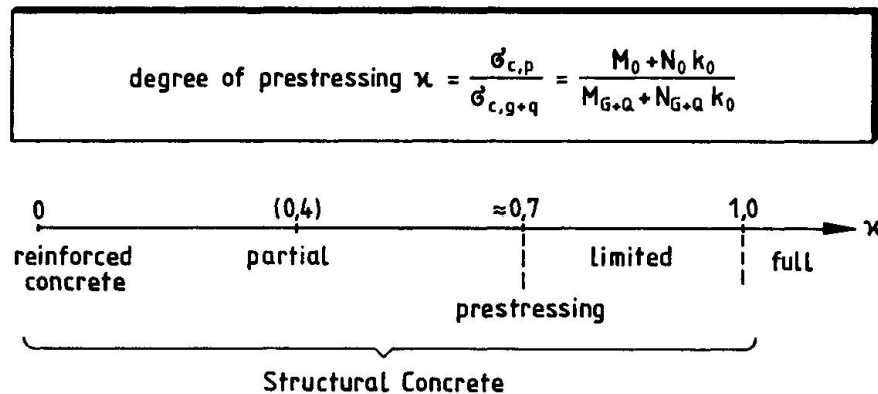 degree of prestressing ϰ = σc,p / σc,g+q = M0 + N0 k0 / MG+Q + NG+Q k0
0 (0,4) ≈0,7 1,0 ϰ
reinforced concrete partial limited full
prestressing
Structural Concrete